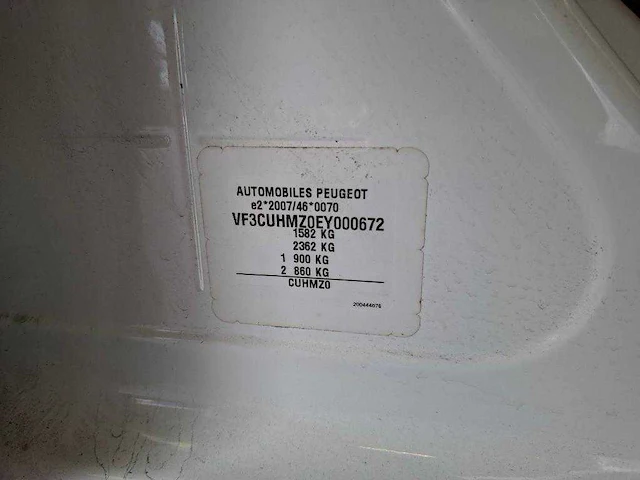 AUTOMOBILES PEUGEOT
e2*2007/46*0070
VF3CUHMZ0EY000672
1582 KG
2362 KG
1 900 KG
2 860 KG
CUHMZ0